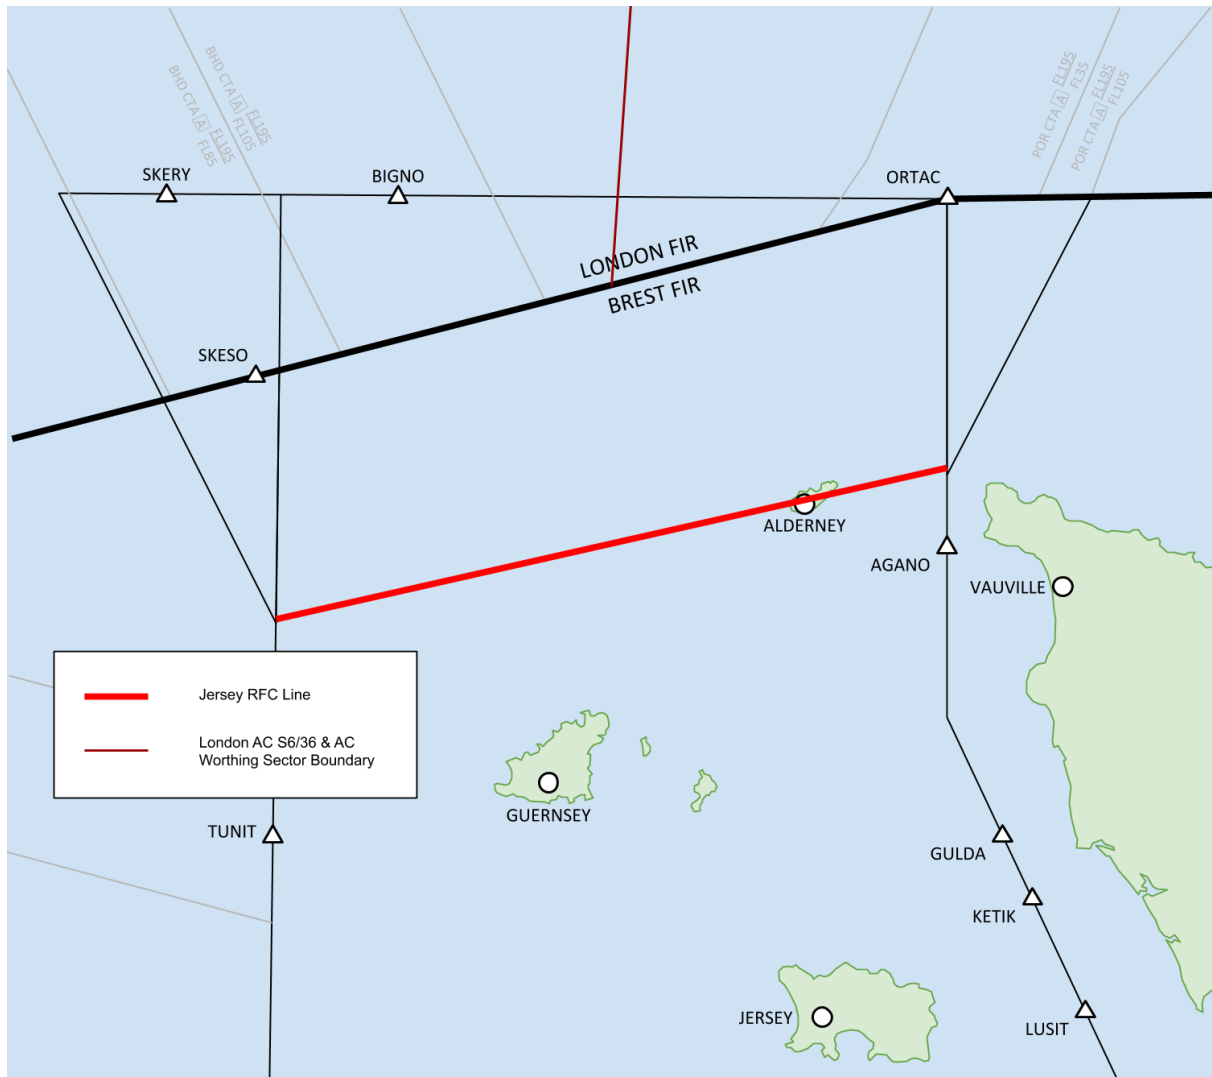 BHD CTA A FL195
FL105
BHD CTA A FL195
FL85
POR CTA A FL195
FL35
POR CTA A FL195
FL105
SKERY
BIGNO
ORTAC
LONDON FIR
BREST FIR
SKESO
ALDERNEY
AGANO
VAUVILLE
Jersey RFC Line
London AC S6/36 & AC
Worthing Sector Boundary
GUERNSEY
TUNIT
GULDA
KETIK
JERSEY
LUSIT